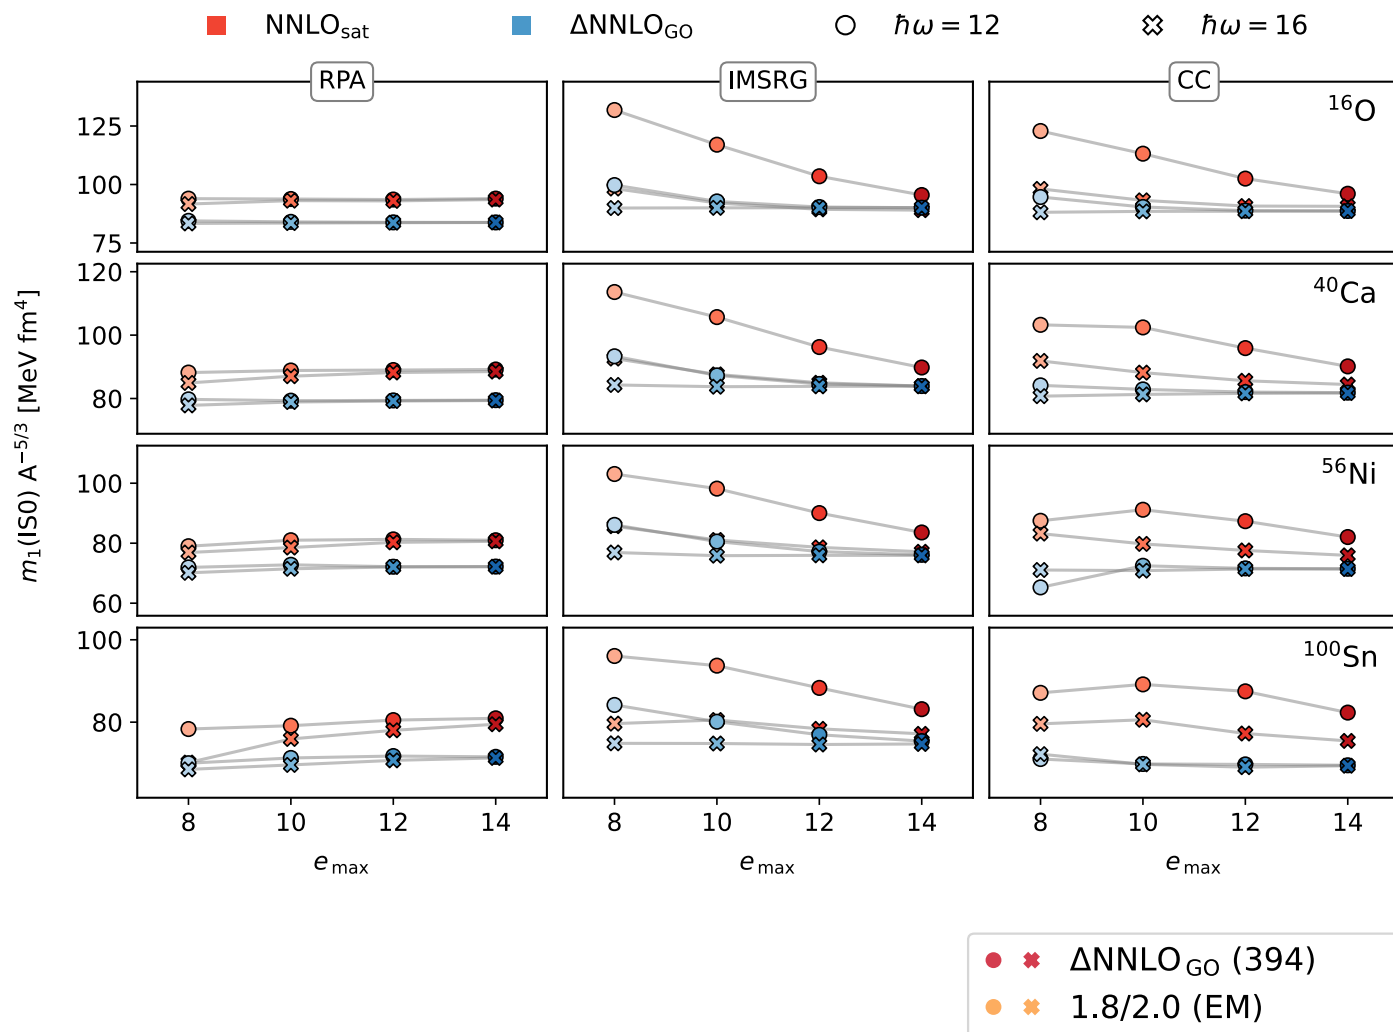 NNLOsat ΔNNLOGO ℏω = 12 ℏω = 16
RPA IMSRG CC
125
100
75
16O
m1(IS0) A−5/3 [MeV fm4]
120
100
80
40Ca
100
80
60
56Ni
100
80
100Sn
8 10 12 14 8 10 12 14 8 10 12 14
emax emax emax
ΔNNLOGO (394)
1.8/2.0 (EM)